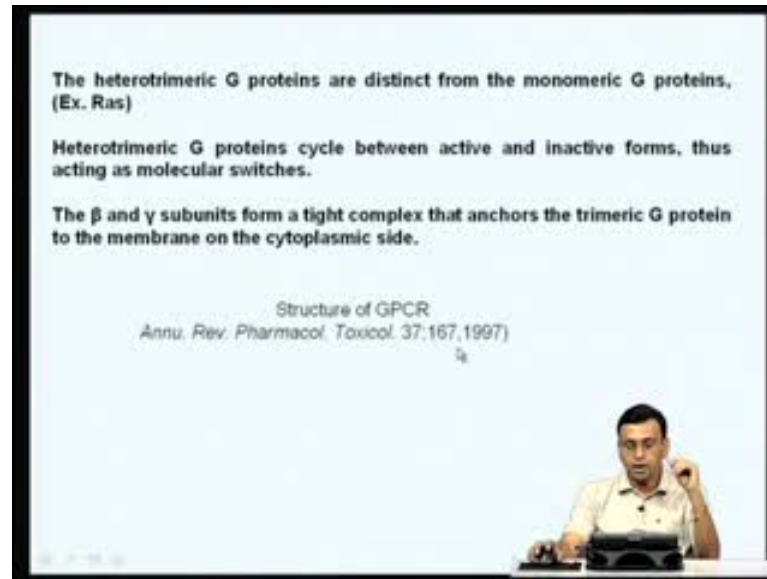 The heterotrimeric G proteins are distinct from the monomeric G proteins,
(Ex. Ras)
Heterotrimeric G proteins cycle between active and inactive forms, thus
acting as molecular switches.
The β and γ subunits form a tight complex that anchors the trimeric G protein
to the membrane on the cytoplasmic side.
Structure of GPCR
Annu. Rev. Pharmacol. Toxicol. 37:167,1997)